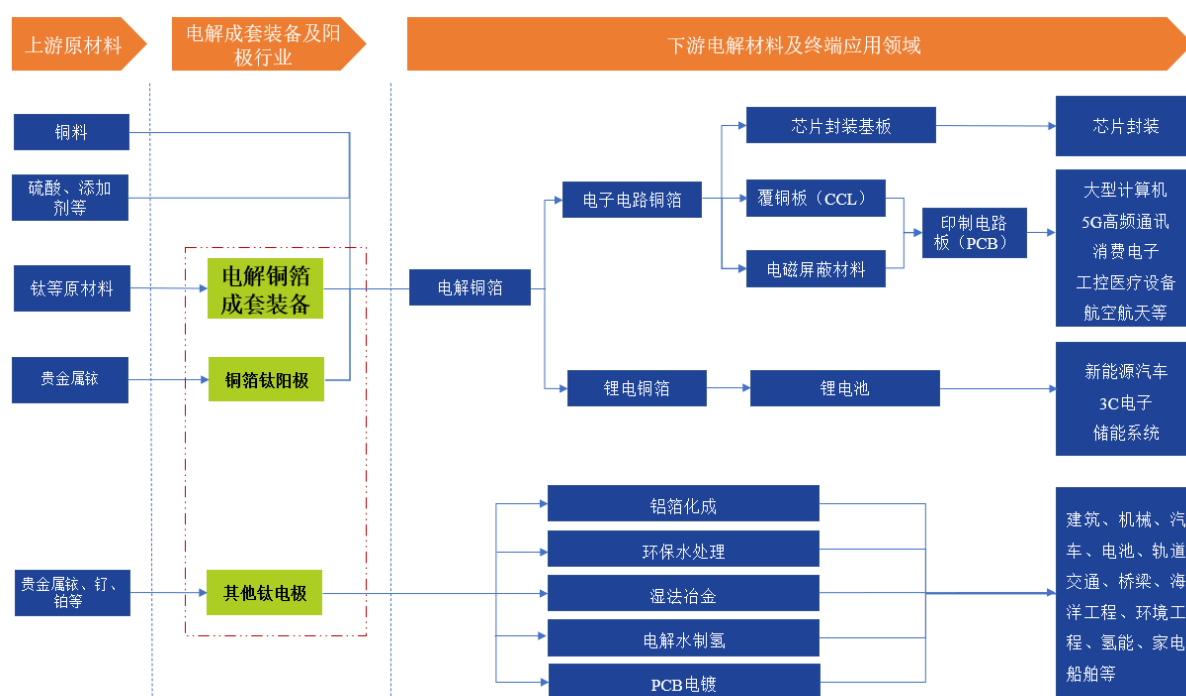 上游原材料
电解成套装备及阳
极行业
下游电解材料及终端应用领域
铜料
硫酸、添加
剂等
钛等原材料
贵金属铱
贵金属铱、钌、
铂等
电解铜箔
成套装备
铜箔钛阳极
其他钛电极
电解铜箔
电子电路铜箔
锂电铜箔
芯片封装基板
覆铜板（CCL）
电磁屏蔽材料
印制电路
板（PCB）
锂电池
铝箔化成
环保水处理
湿法冶金
电解水制氢
PCB电镀
芯片封装
大型计算机
5G高频通讯
消费电子
工控医疗设备
航空航天等
新能源汽车
3C电子
储能系统
建筑、机械、汽
车、电池、轨道
交通、桥梁、海
洋工程、环境工
程、氢能、家电
船舶等